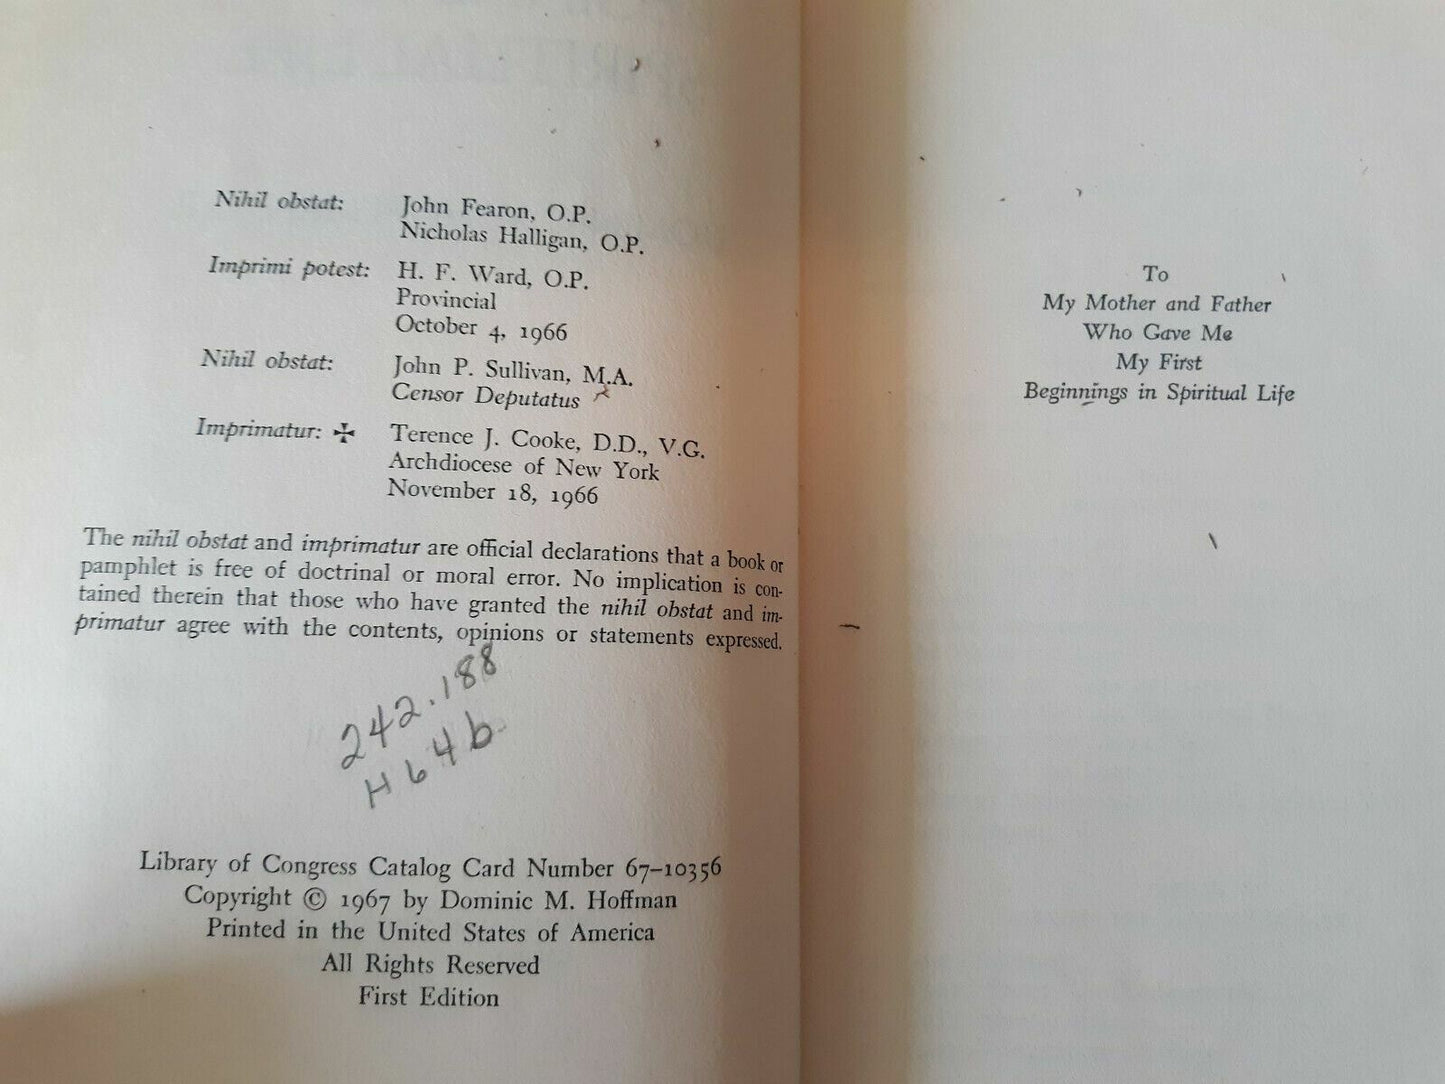 Nihil obstat: John Fearon, O.P.
Nicholas Halligan, O.P.
Imprimi potest: H. F. Ward, O.P.
Provincial
October 4, 1966
Nihil obstat: John P. Sullivan, M.A.
Censor Deputatus
Imprimatur: ✠ Terence J. Cooke, D.D., V.G.
Archdiocese of New York
November 18, 1966
The nihil obstat and imprimatur are official declarations that a book or
pamphlet is free of doctrinal or moral error. No implication is con-
tained therein that those who have granted the nihil obstat and im-
primatur agree with the contents, opinions or statements expressed.
242.188
H64b
Library of Congress Catalog Card Number 67–10356
Copyright © 1967 by Dominic M. Hoffman
Printed in the United States of America
All Rights Reserved
First Edition
To
My Mother and Father
Who Gave Me
My First
Beginnings in Spiritual Life